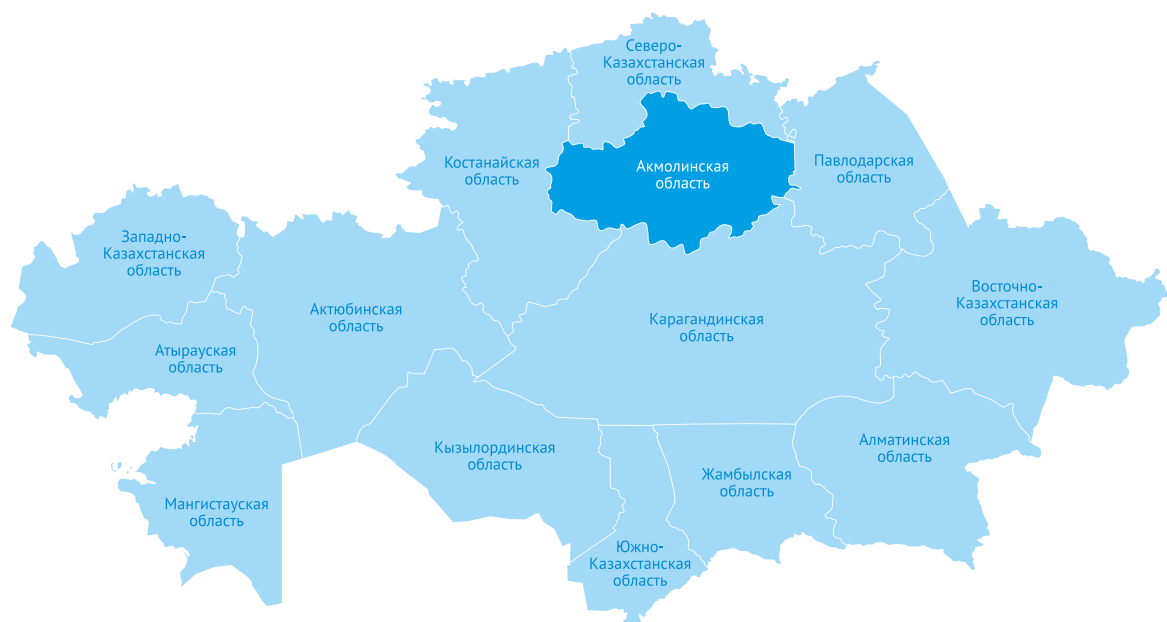 Северо-
Казахстанская
область
Костанайская
область
Акмолинская
область
Павлодарская
область
Западно-
Казахстанская
область
Актюбинская
область
Атырауская
область
Карагандинская
область
Восточно-
Казахстанская
область
Кызылординская
область
Алматинская
область
Жамбылская
область
Мангистауская
область
Южно-
Казахстанская
область